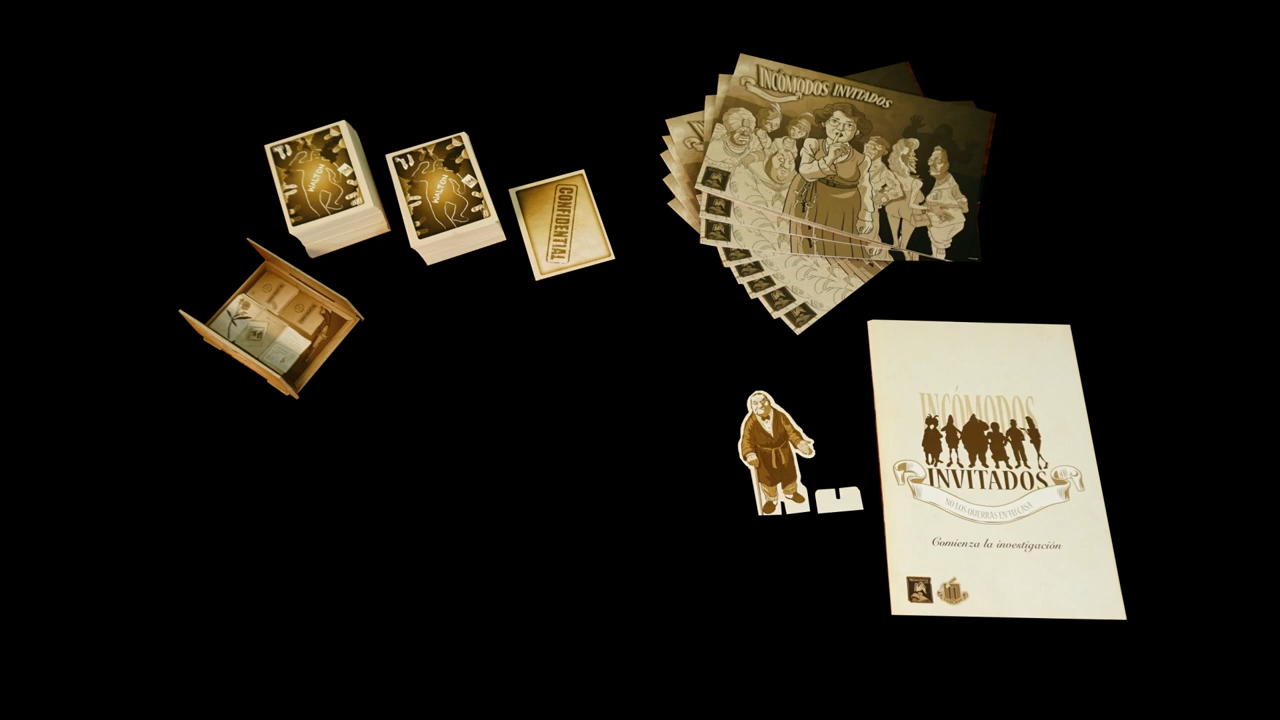 WALTON
WALTON
CONFIDENTIAL
INCÓMODOS INVITADOS
INCÓMODOS
INVITADOS
NO LOS QUERRÁS EN TU CASA
Comienza la investigación